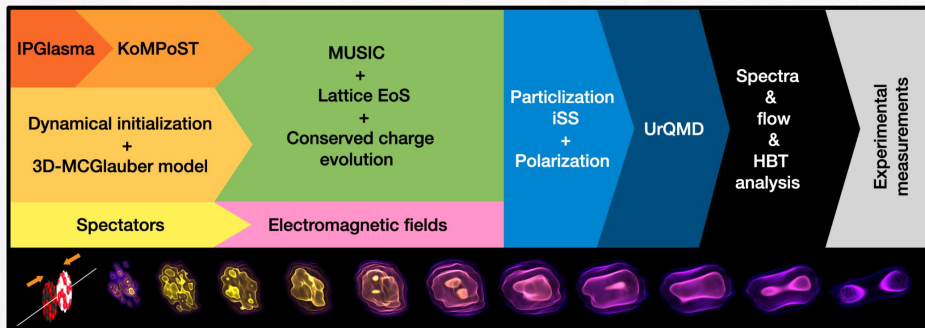 IPGlasma
KoMPoST
Dynamical initialization
+
3D-MCGlauber model
Spectators
MUSIC
+
Lattice EoS
+
Conserved charge
evolution
Electromagnetic fields
Particlization
iSS
+
Polarization
UrQMD
Spectra
&
flow
&
HBT
analysis
Experimental
measurements